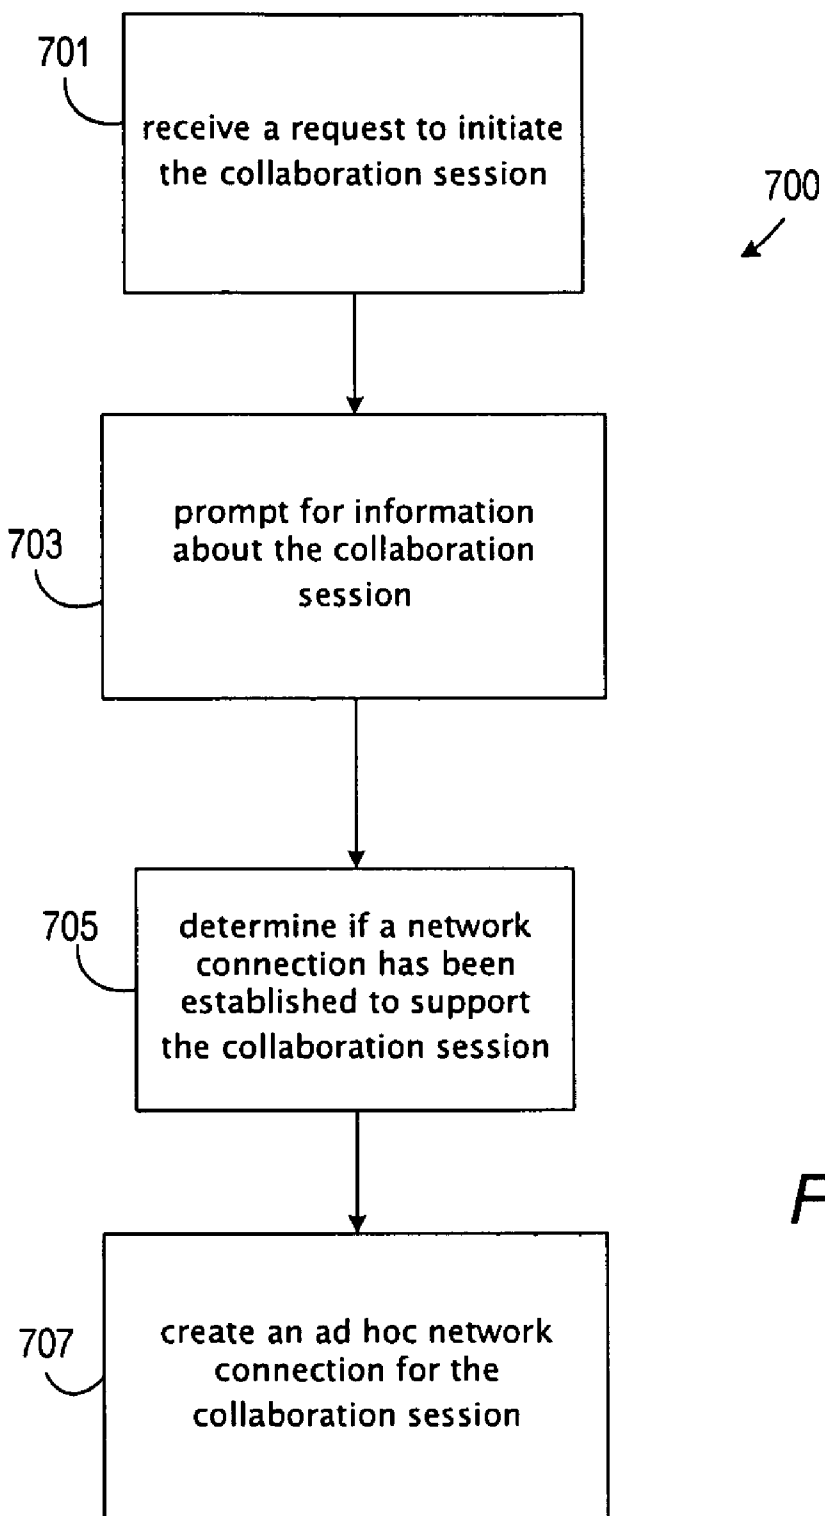 701
receive a request to initiate
the collaboration session
700
703
prompt for information
about the collaboration
session
705
determine if a network
connection has been
established to support
the collaboration session
F
707
create an ad hoc network
connection for the
collaboration session